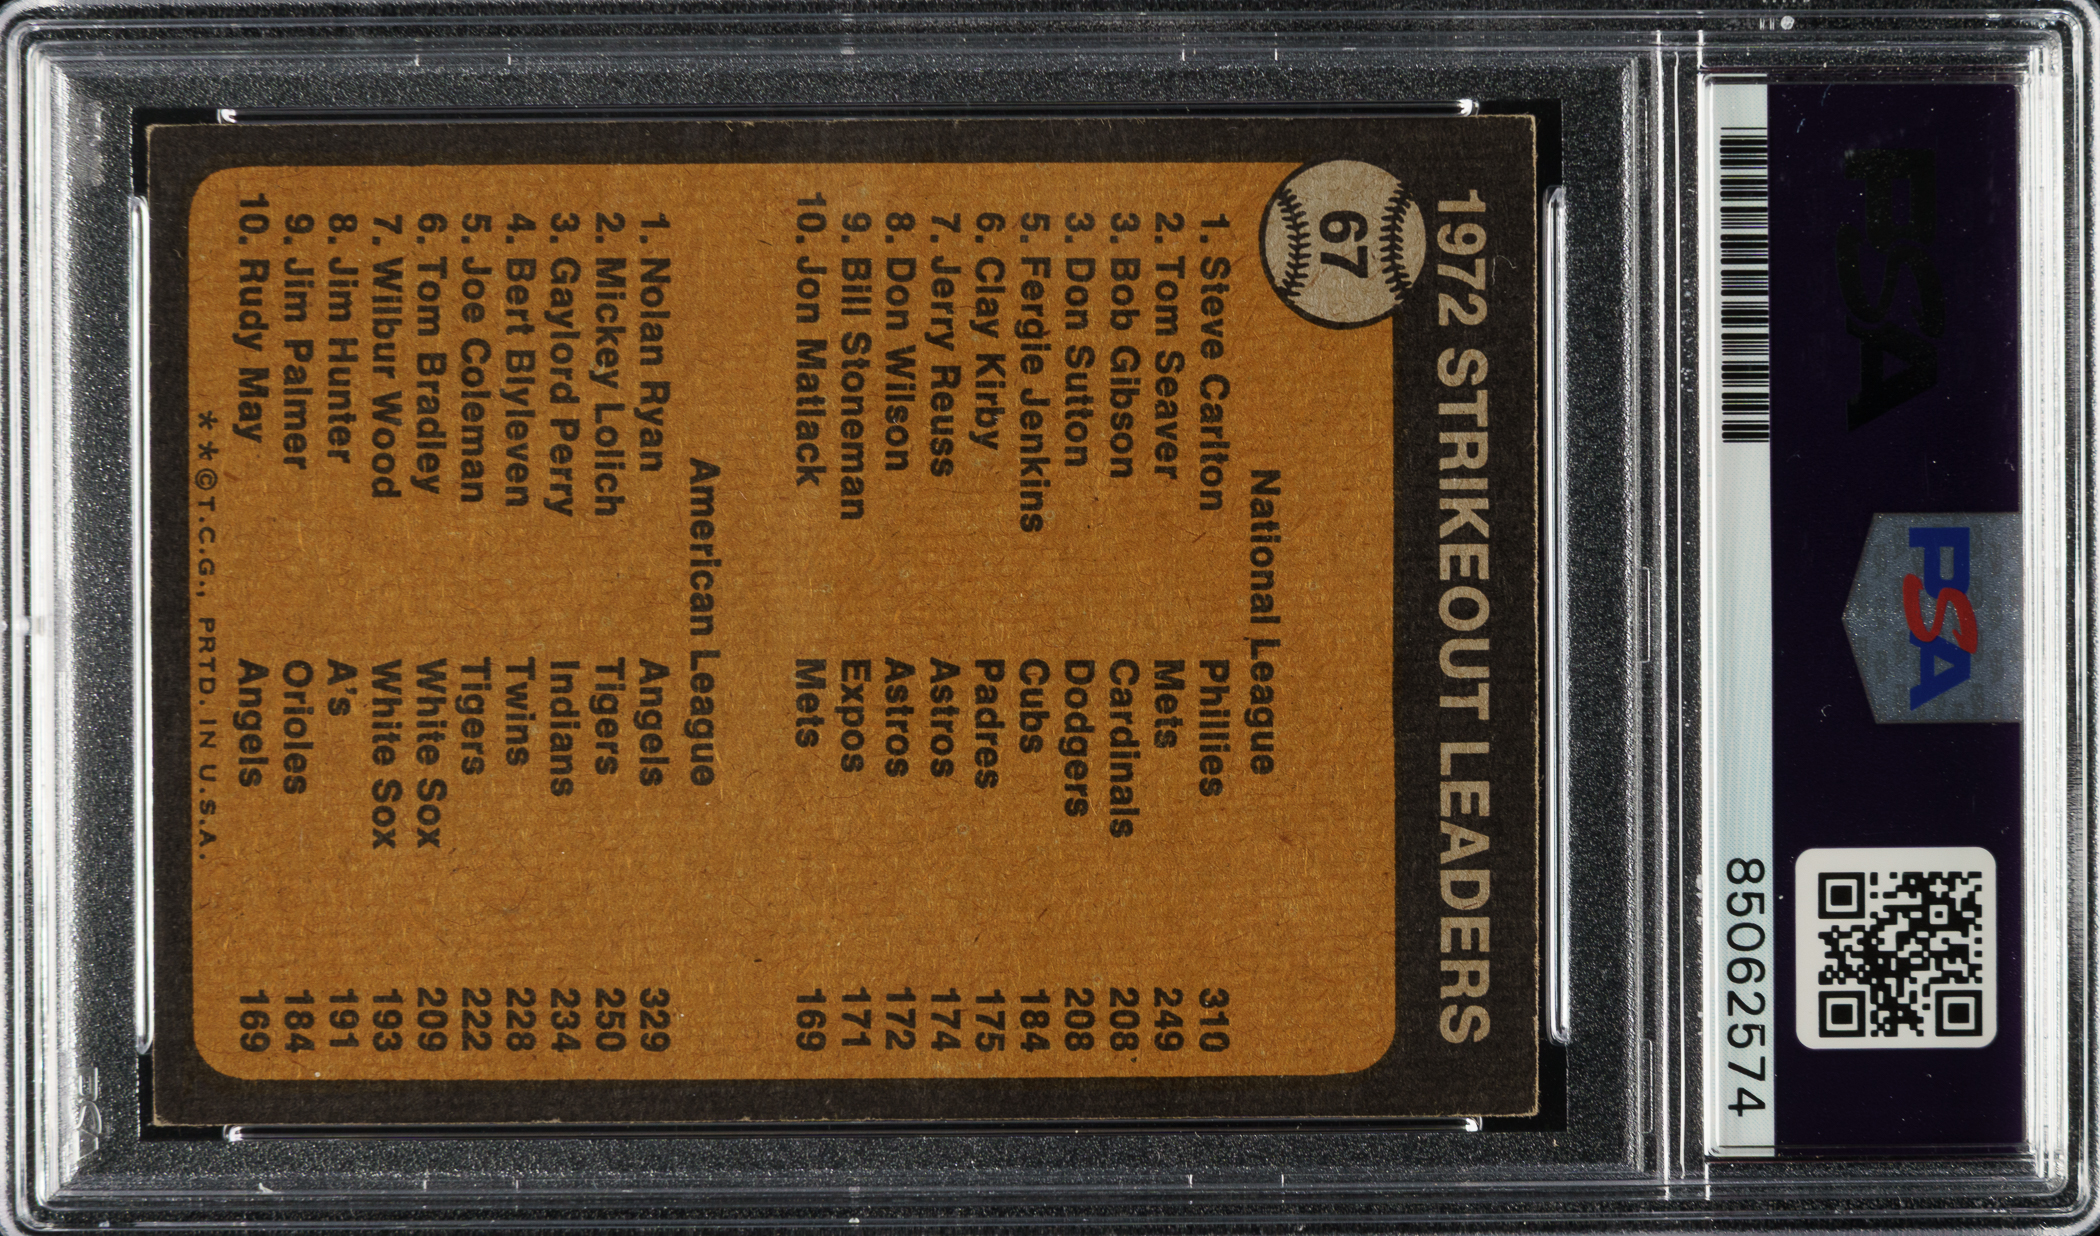 PSA
PSA
85062574
1972 STRIKEOUT LEADERS
67
National League
1. Steve Carlton Phillies 310
2. Tom Seaver Mets 249
3. Bob Gibson Cardinals 208
3. Don Sutton Dodgers 208
5. Fergie Jenkins Cubs 184
6. Clay Kirby Padres 175
7. Jerry Reuss Astros 174
8. Don Wilson Astros 172
9. Bill Stoneman Expos 171
10. Jon Matlack Mets 169
American League
1. Nolan Ryan Angels 329
2. Mickey Lolich Tigers 250
3. Gaylord Perry Indians 234
4. Bert Blyleven Twins 228
5. Joe Coleman Tigers 222
6. Tom Bradley White Sox 209
7. Wilbur Wood White Sox 193
8. Jim Hunter A's 191
9. Jim Palmer Orioles 184
10. Rudy May Angels 169
**©T.C.G., PRTD. IN U.S.A.